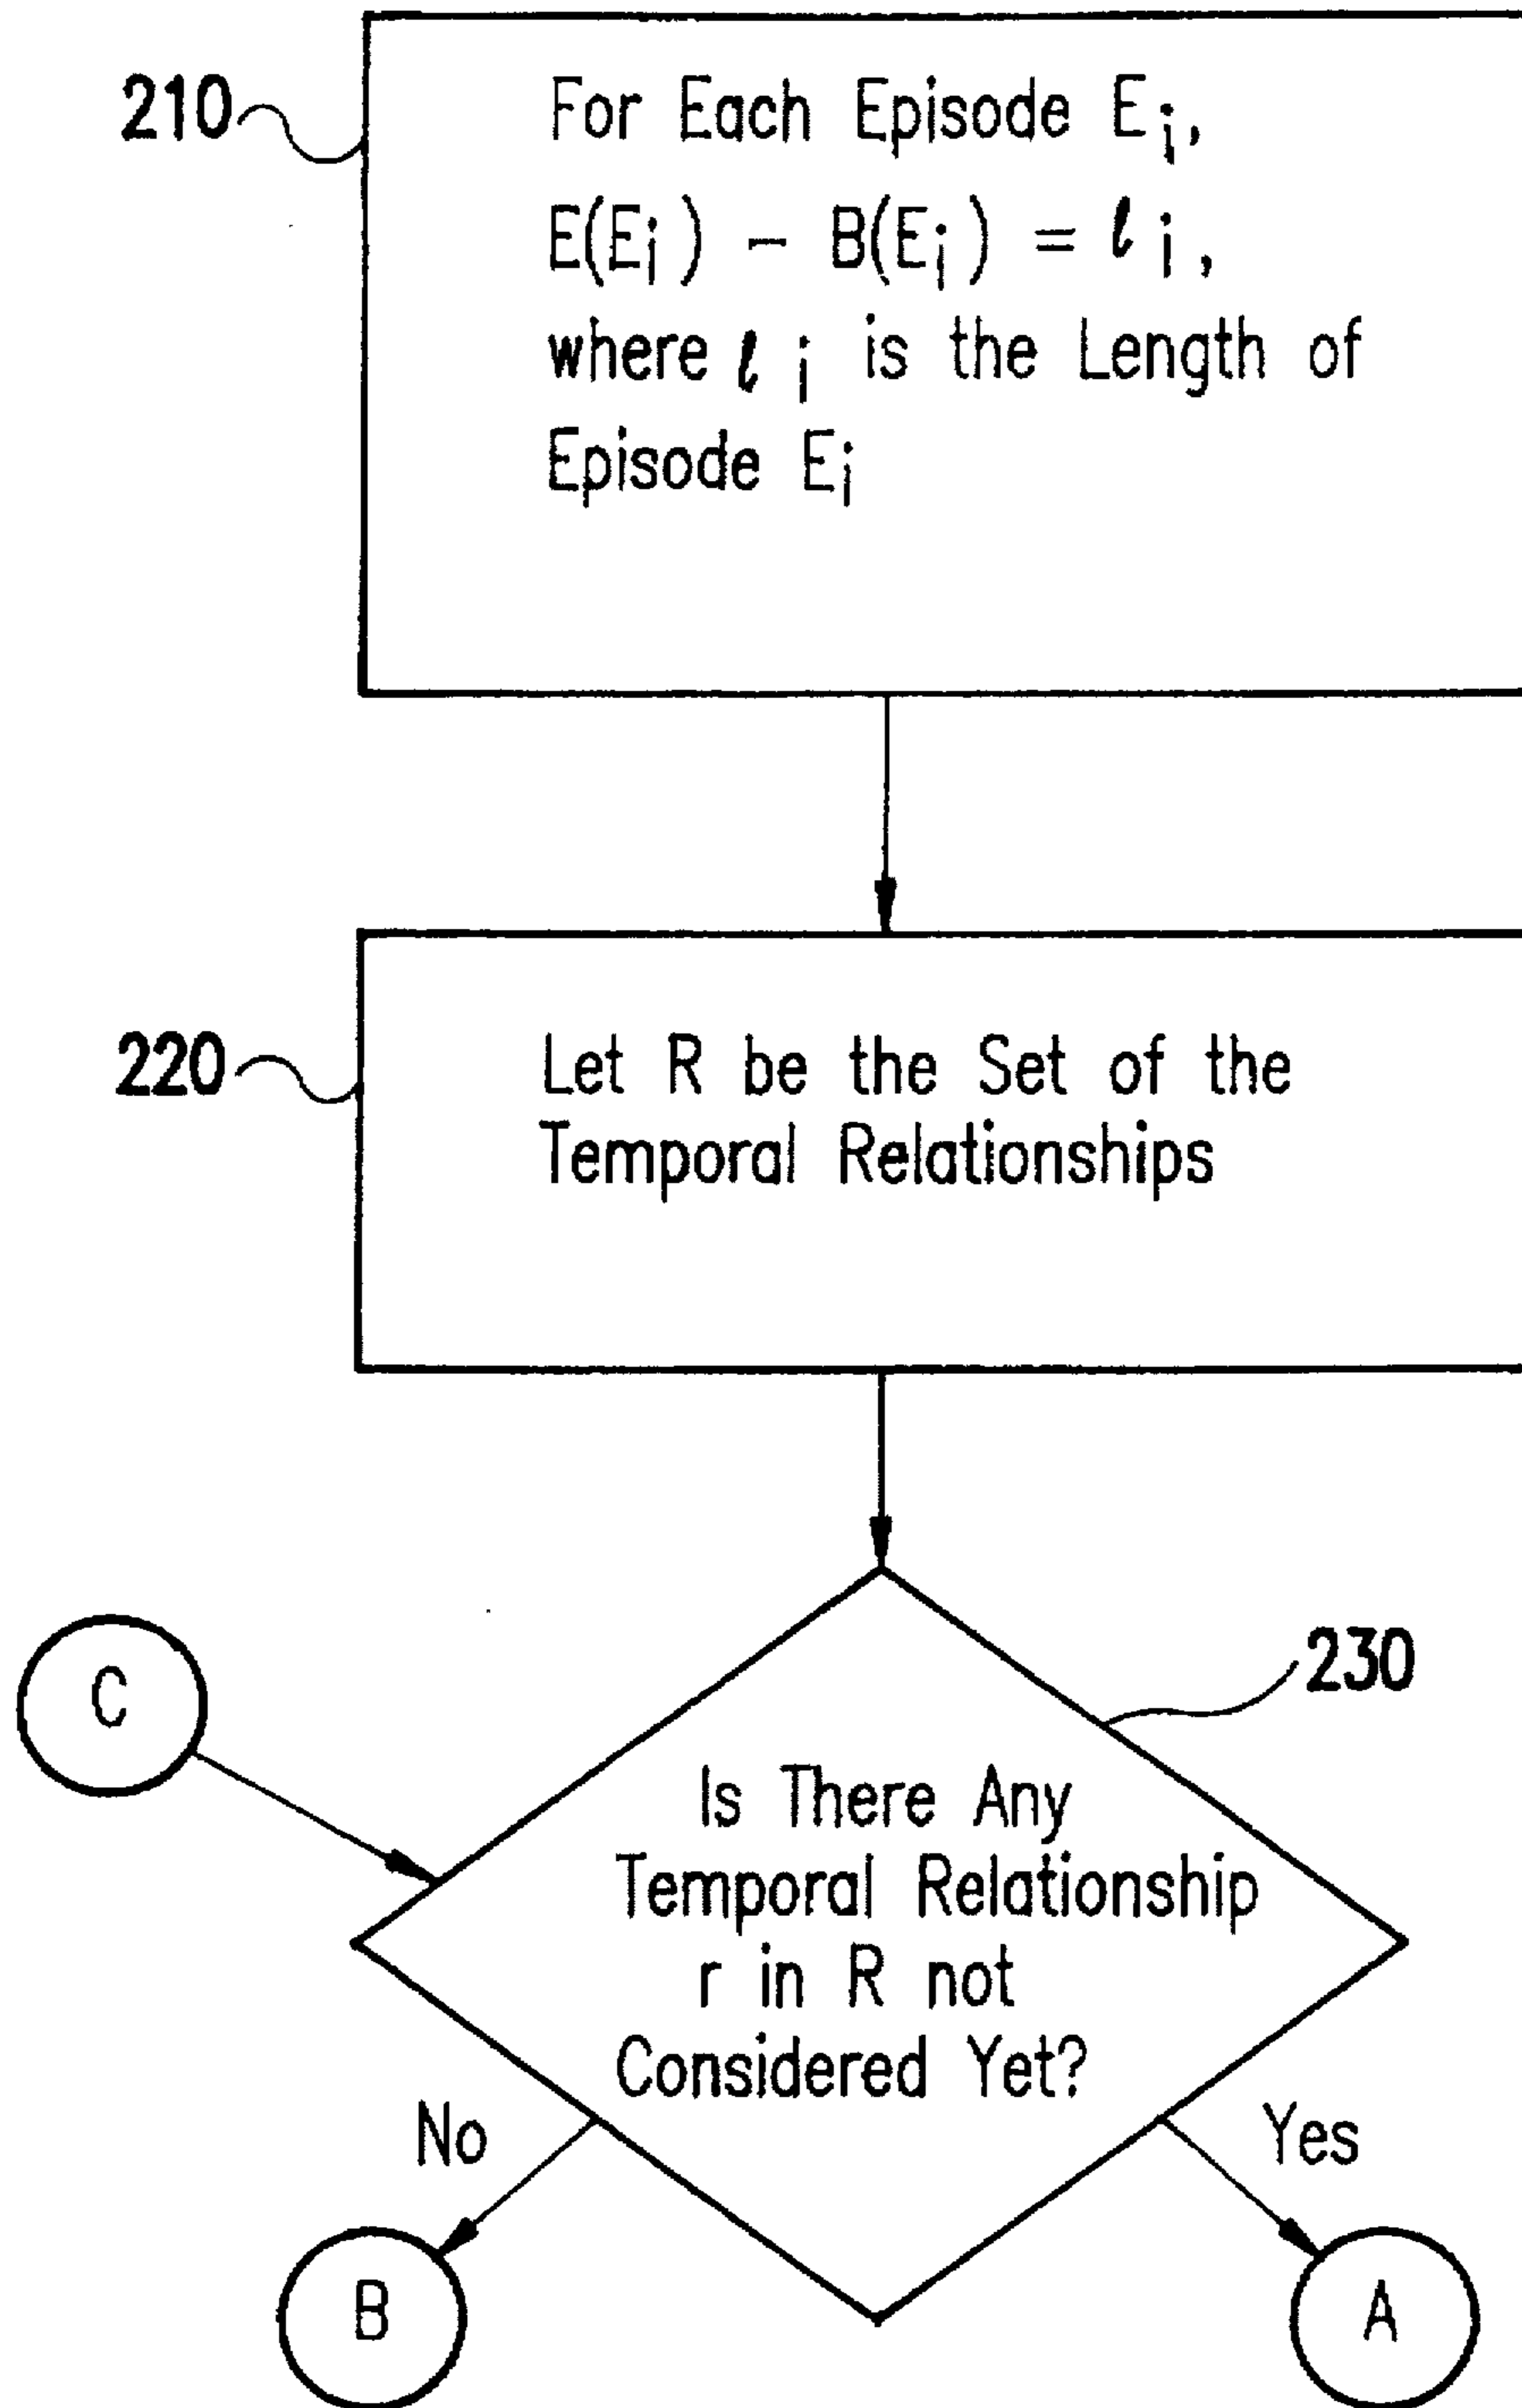 210
For Each Episode Eᵢ,
E(Eᵢ) – B(Eᵢ) = ℓᵢ,
where ℓᵢ is the Length of
Episode Eᵢ
220
Let R be the Set of the
Temporal Relationships
C
230
Is There Any
Temporal Relationship
r in R not
Considered Yet?
No
Yes
B
A